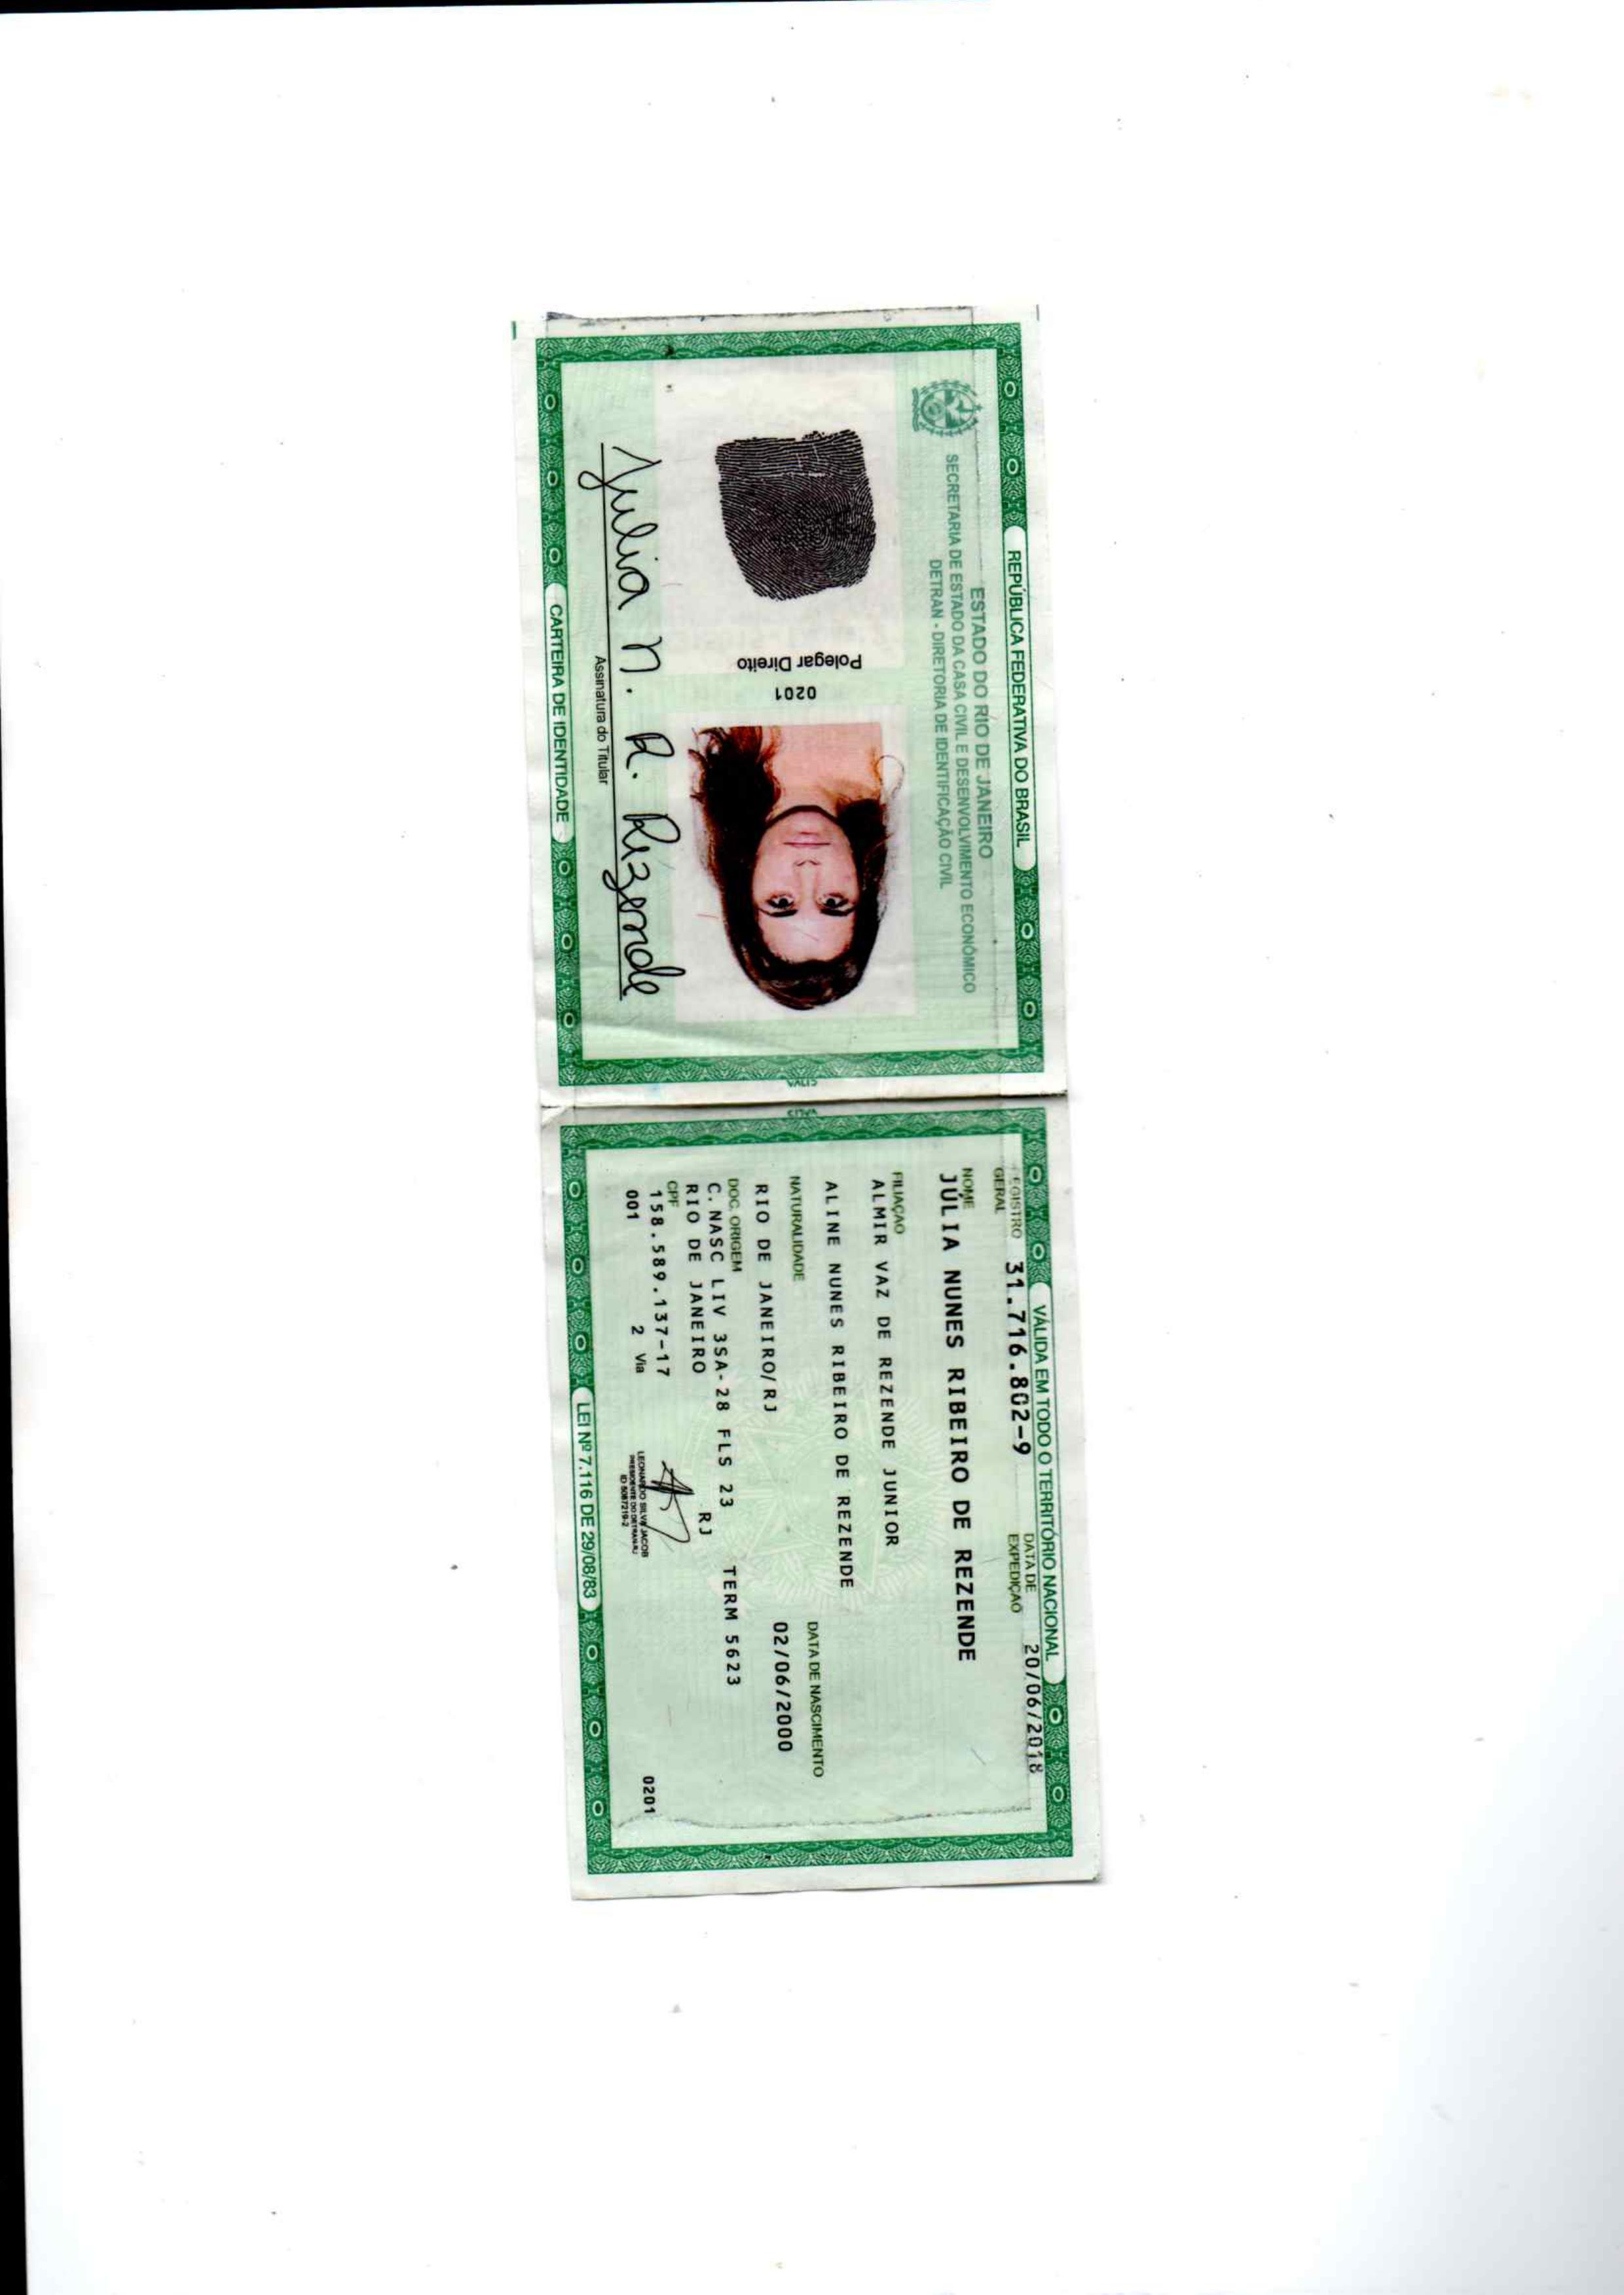 REPÚBLICA FEDERATIVA DO BRASIL
ESTADO DO RIO DE JANEIRO
SECRETARIA DE ESTADO DA CASA CIVIL E DESENVOLVIMENTO ECONÔMICO
DETRAN - DIRETORIA DE IDENTIFICAÇÃO CIVIL
Polegar Direito
0201
Julia N. R. Rezende
Assinatura do Titular
CARTEIRA DE IDENTIDADE
VÁLIDA EM TODO O TERRITÓRIO NACIONAL
REGISTRO GERAL 31.716.802-9 DATA DE EXPEDIÇÃO 20/06/2018
NOME
JÚLIA NUNES RIBEIRO DE REZENDE
FILIAÇÃO
ALMIR VAZ DE REZENDE JUNIOR
ALINE NUNES RIBEIRO DE REZENDE
NATURALIDADE DATA DE NASCIMENTO
RIO DE JANEIRO/RJ 02/06/2000
DOC. ORIGEM
C.NASC LIV 3SA-28 FLS 23 TERM 5623
RIO DE JANEIRO RJ
CPF
158.589.137-17
001 2 Via 0201
LEONARDO SILVA JACOB
PRESIDENTE DO DETRAN/RJ
ID 5087219-2
LEI Nº 7.116 DE 29/08/83